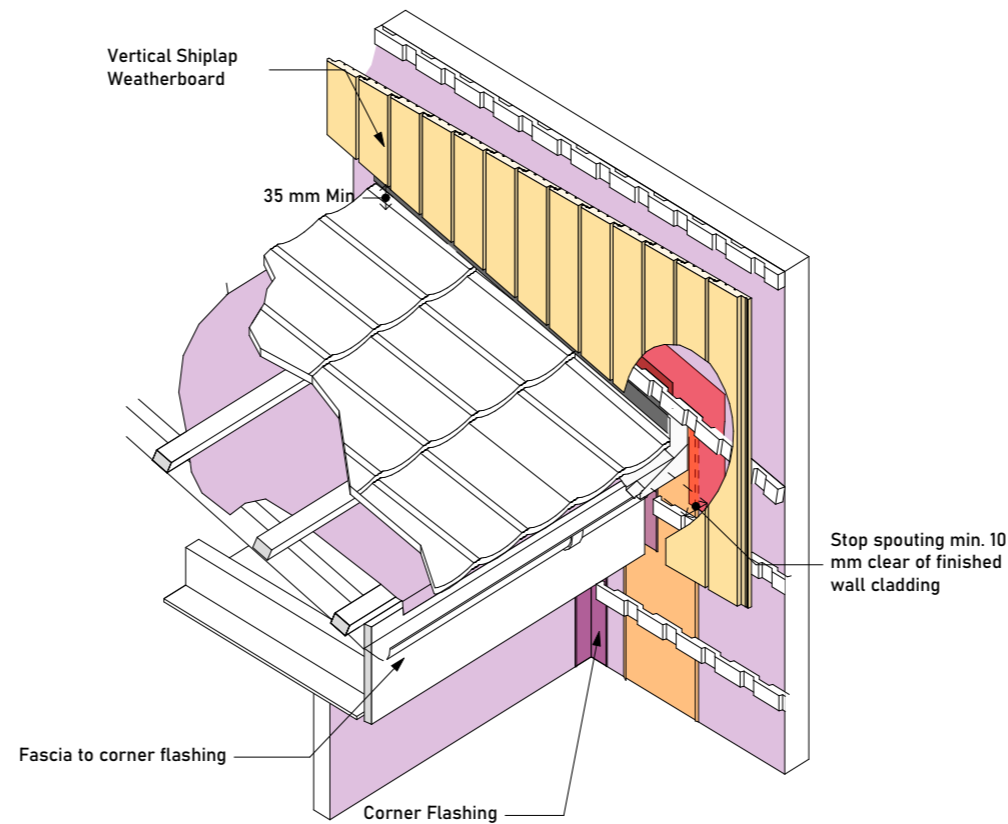 Vertical Shiplap
Weatherboard
35 mm Min
Stop spouting min. 10
mm clear of finished
wall cladding
Fascia to corner flashing
Corner Flashing